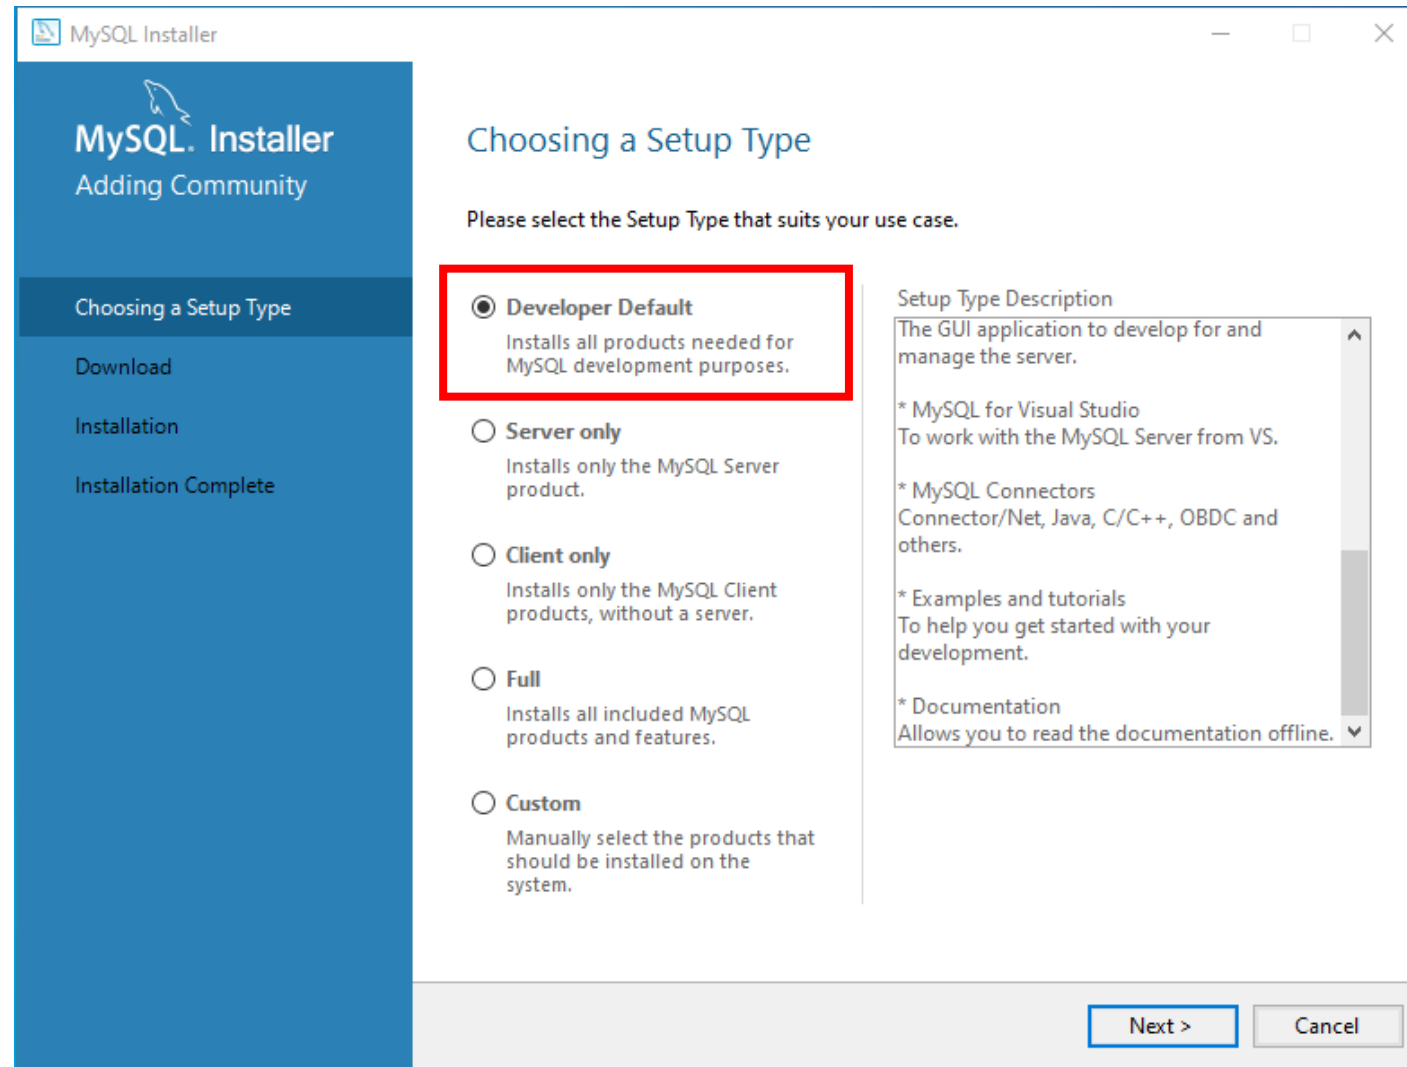 MySQL Installer
MySQL. Installer
Adding Community
Choosing a Setup Type
Download
Installation
Installation Complete
Choosing a Setup Type
Please select the Setup Type that suits your use case.
Developer Default
Installs all products needed for
MySQL development purposes.
Server only
Installs only the MySQL Server
product.
Client only
Installs only the MySQL Client
products, without a server.
Full
Installs all included MySQL
products and features.
Custom
Manually select the products that
should be installed on the
system.
Setup Type Description
The GUI application to develop for and
manage the server.
* MySQL for Visual Studio
To work with the MySQL Server from VS.
* MySQL Connectors
Connector/Net, Java, C/C++, OBDC and
others.
* Examples and tutorials
To help you get started with your
development.
* Documentation
Allows you to read the documentation offline.
Next >
Cancel